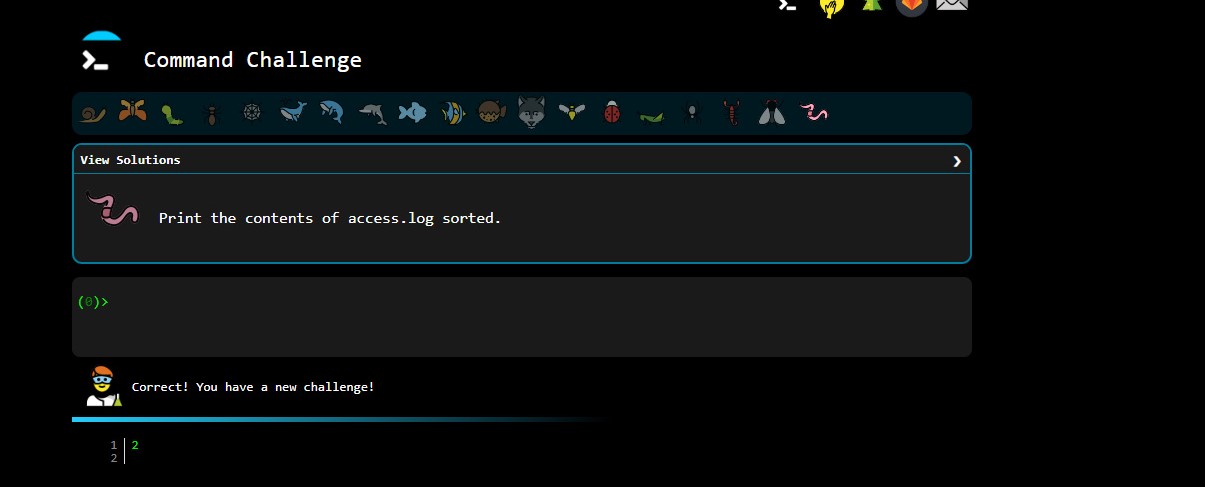 Command Challenge
View Solutions
Print the contents of access.log sorted.
(0)>
Correct! You have a new challenge!
1 2
2